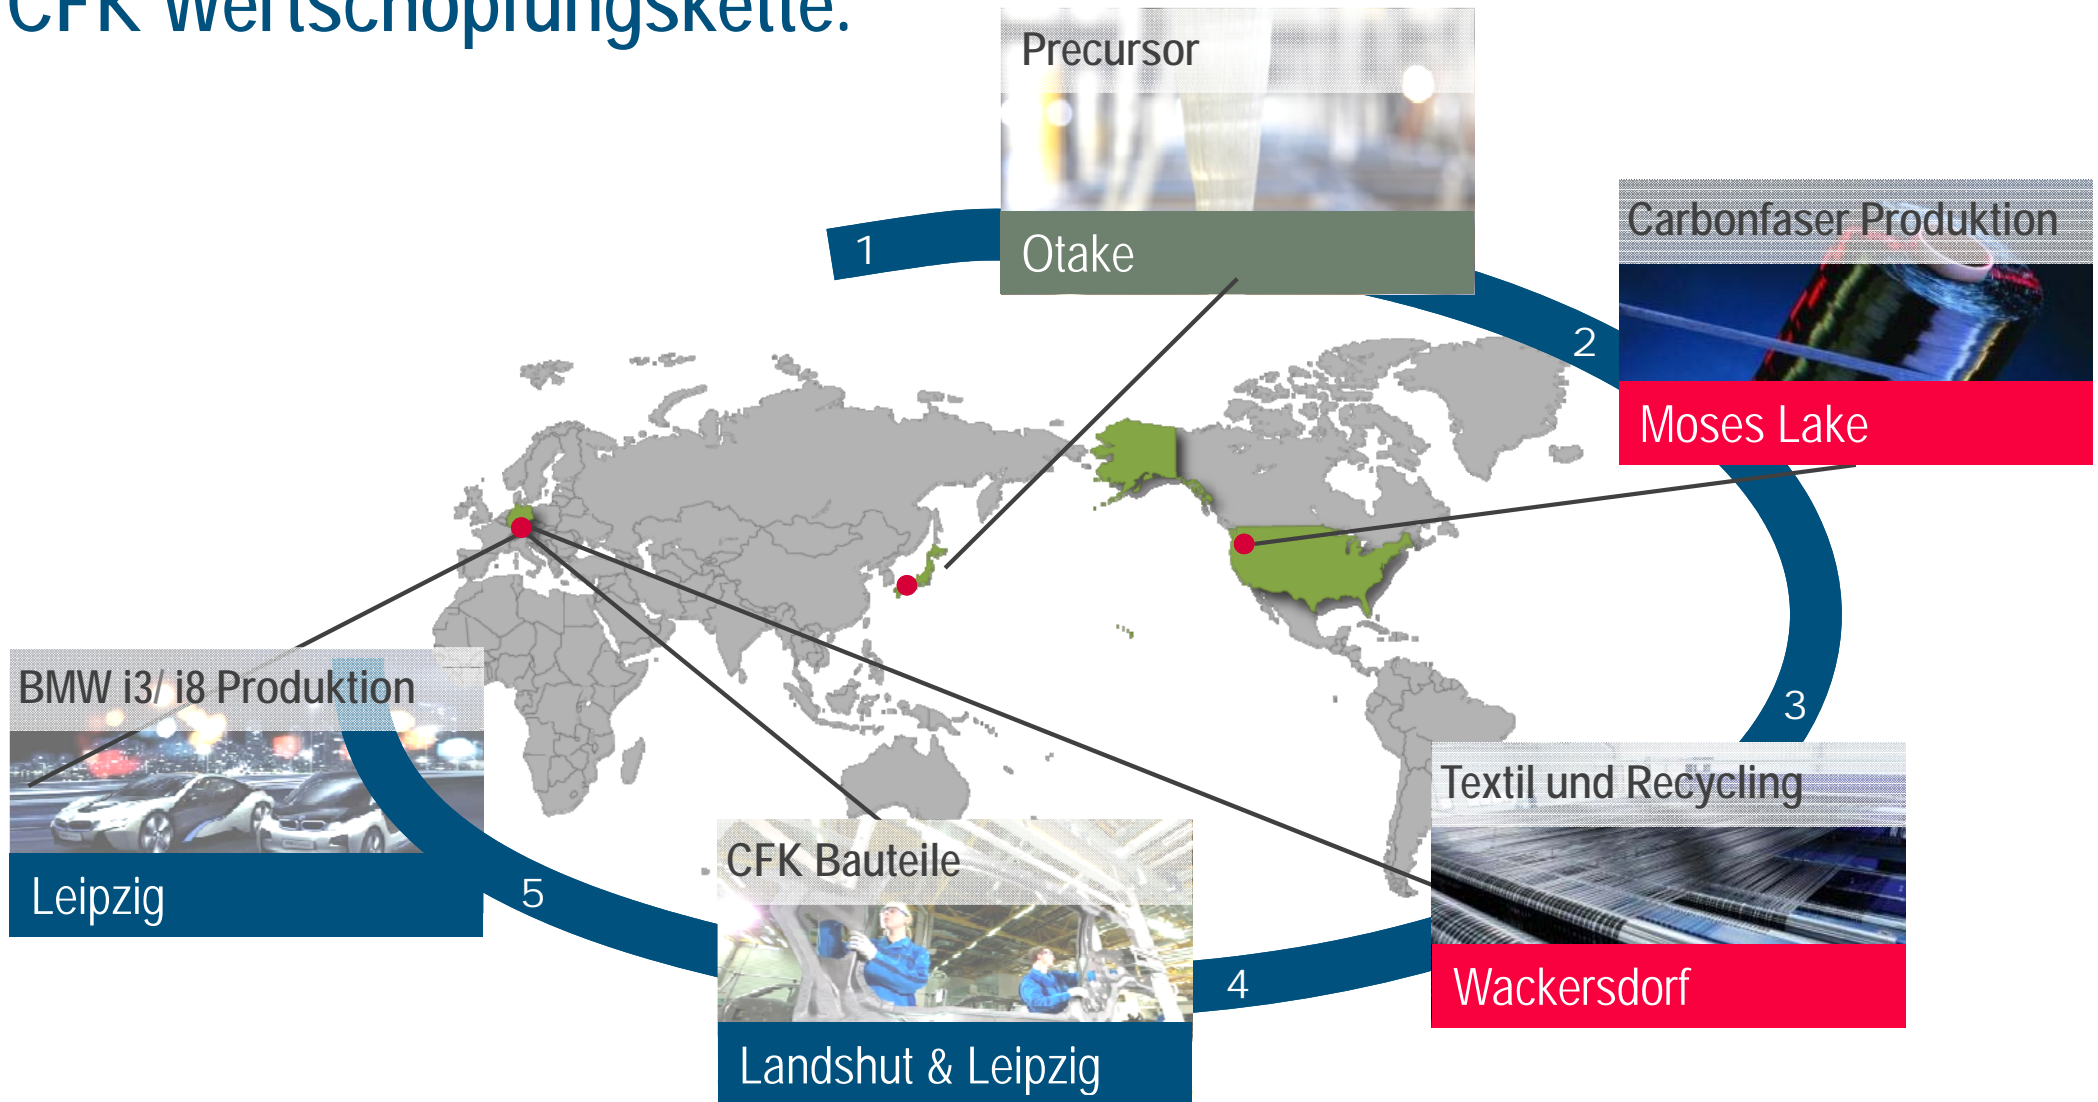 CFK Wertschöpfungskette.
Precursor
1
Otake
Carbonfaser Produktion
2
Moses Lake
3
Textil und Recycling
Wackersdorf
4
CFK Bauteile
Landshut & Leipzig
5
BMW i3/ i8 Produktion
Leipzig